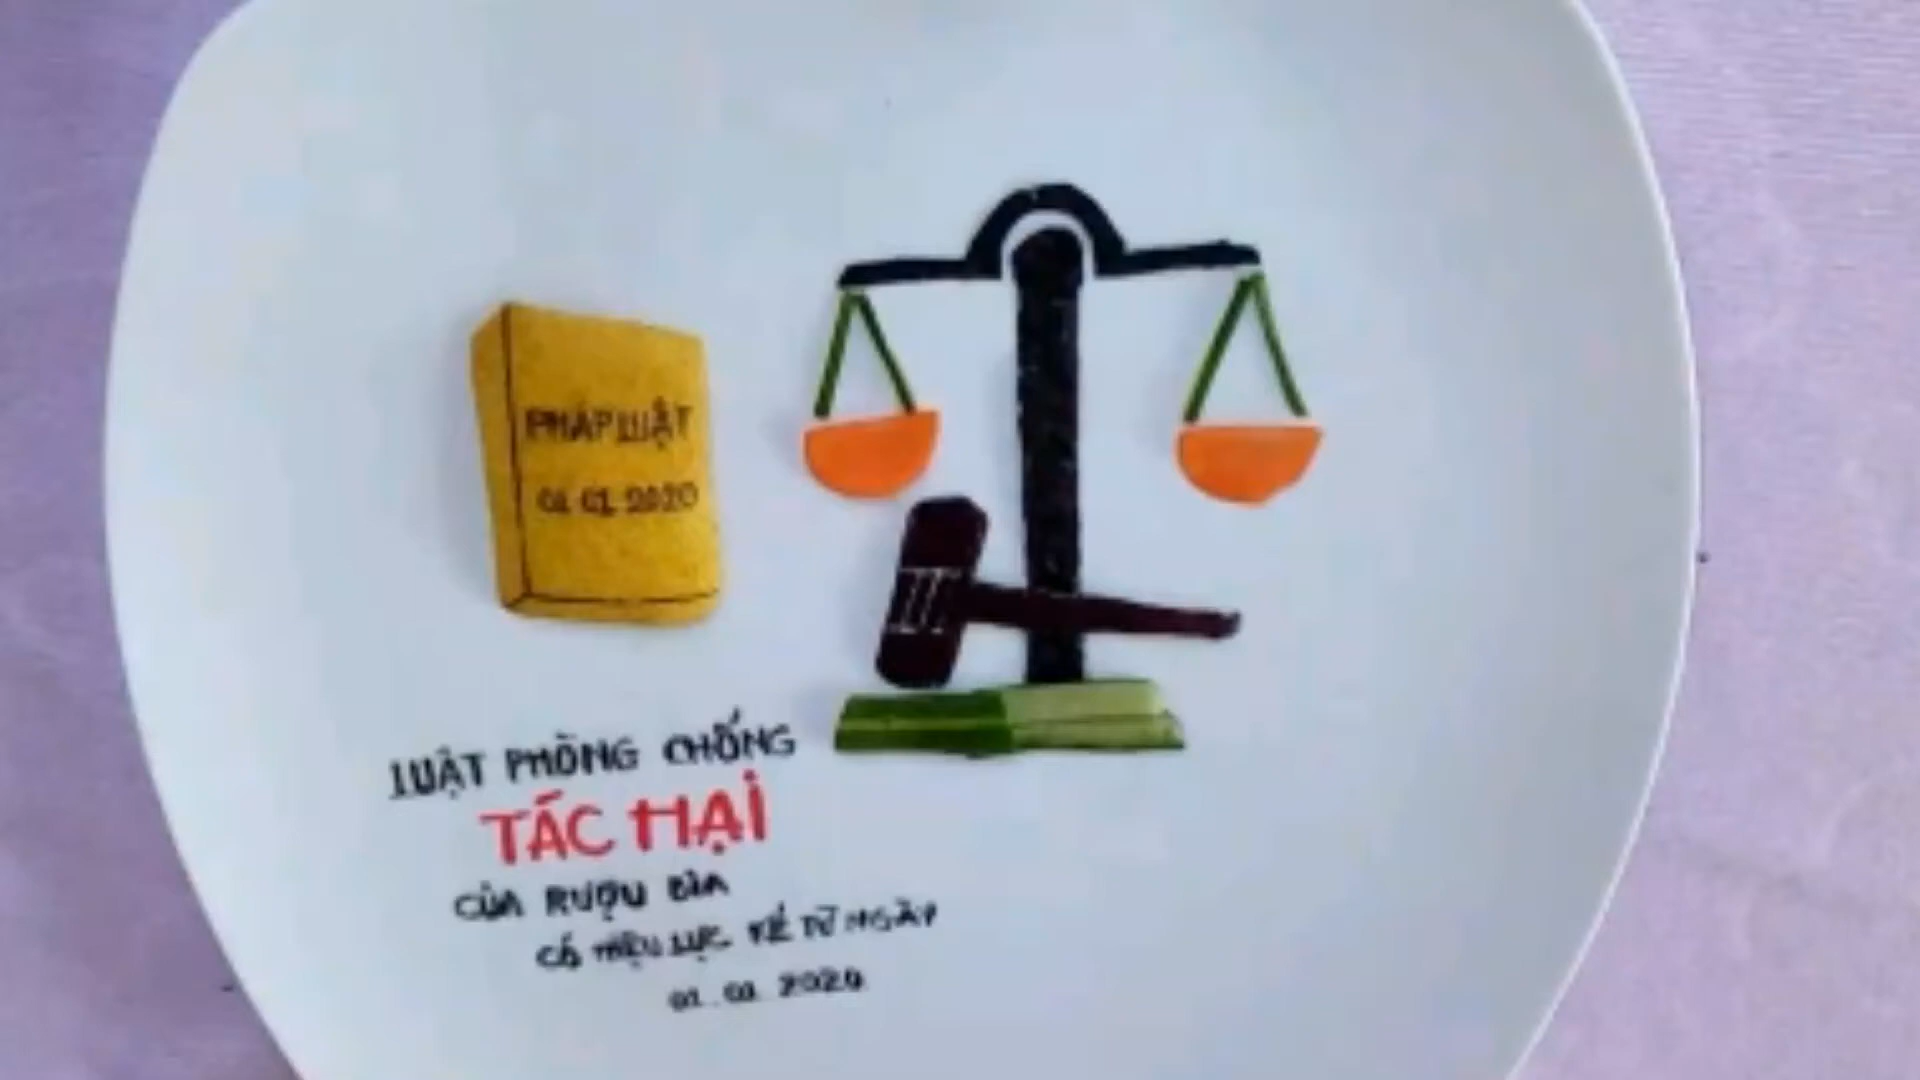 PHÁP LUẬT
01 01 2020
LUẬT PHÒNG CHỐNG
TÁC HẠI
CỦA RƯỢU BIA
CÓ HIỆU LỰC KỂ TỪ NGÀY
01.01.2020